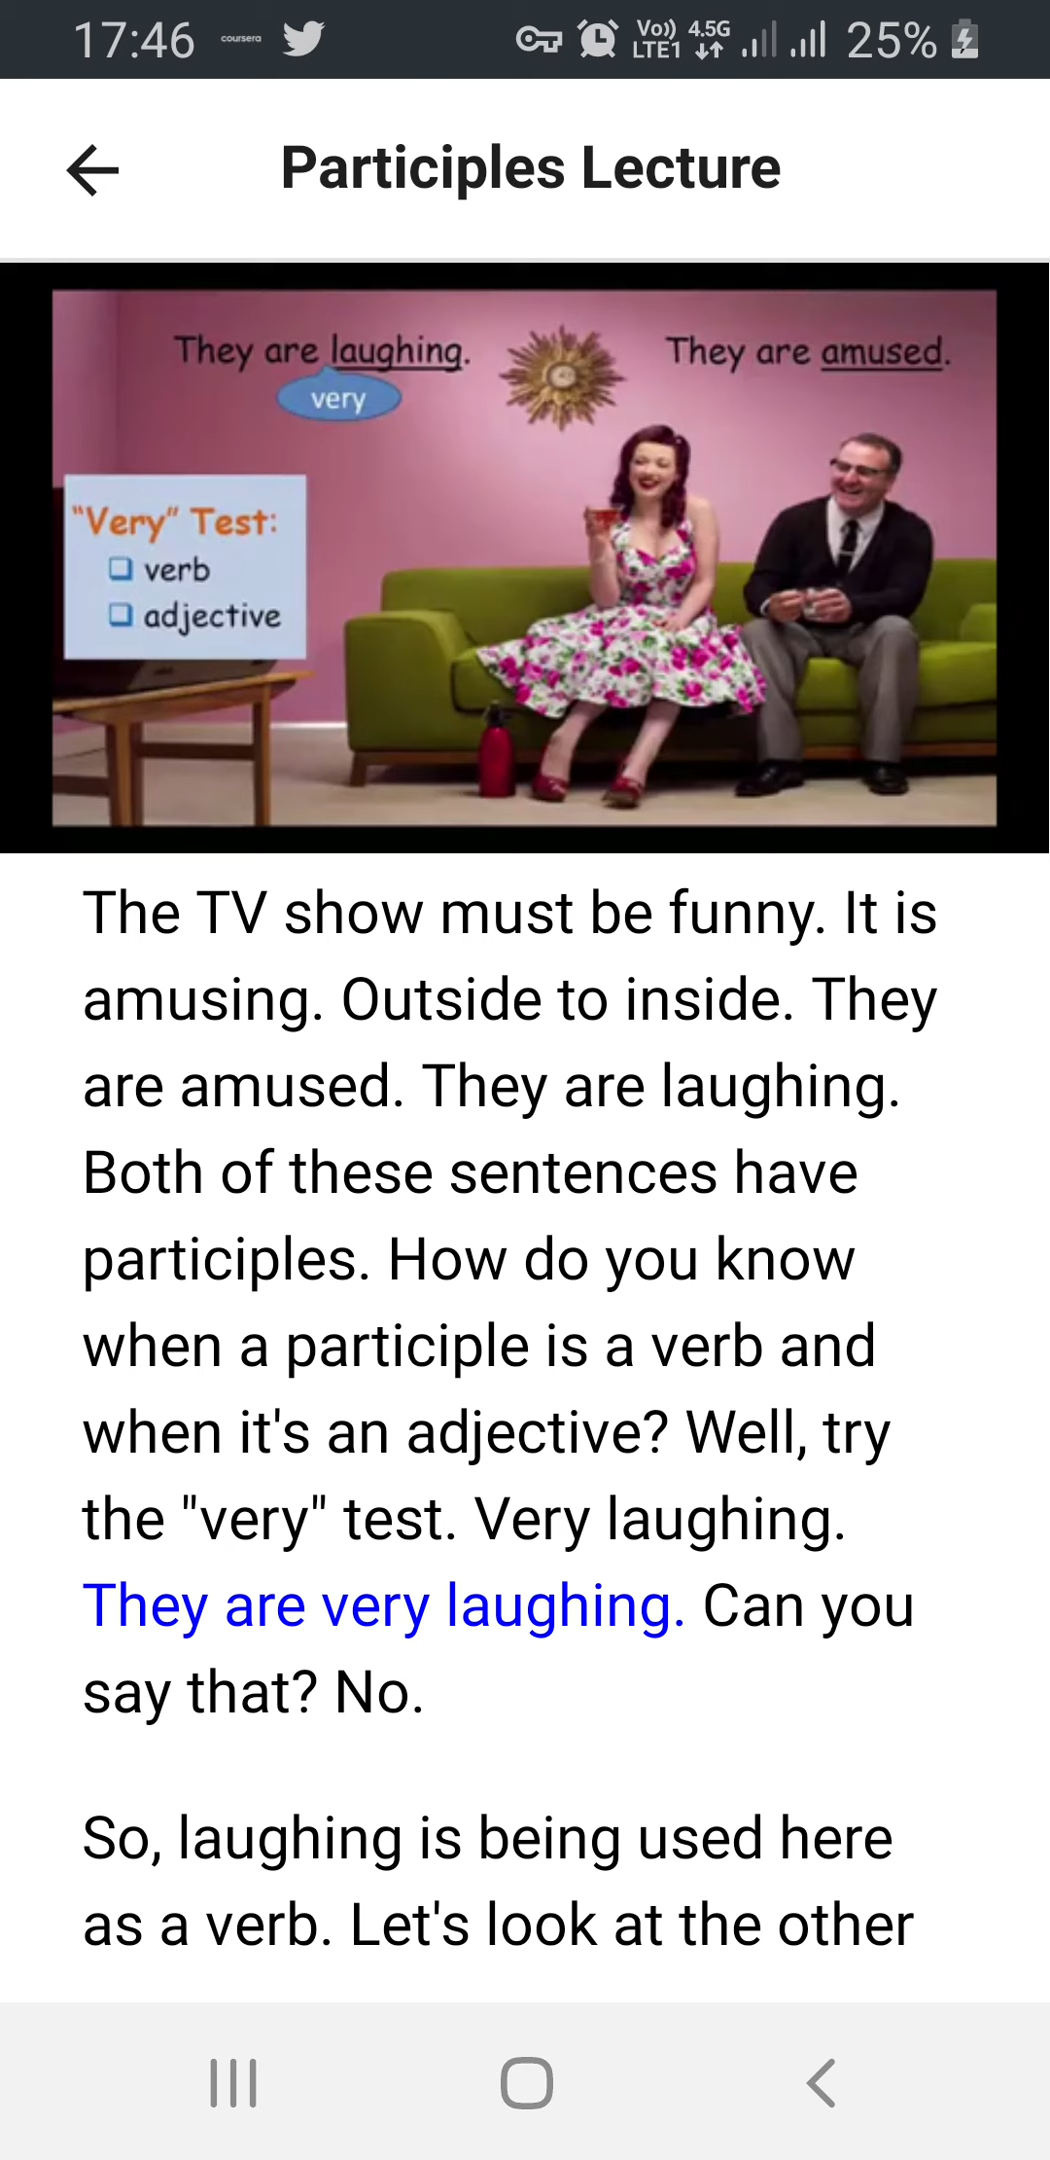 17:46 coursera Vo)) LTE1 4.5G 25%
Participles Lecture
They are laughing.
They are amused.
very
"Very" Test:
verb
adjective
The TV show must be funny. It is
amusing. Outside to inside. They
are amused. They are laughing.
Both of these sentences have
participles. How do you know
when a participle is a verb and
when it's an adjective? Well, try
the "very" test. Very laughing.
They are very laughing. Can you
say that? No.
So, laughing is being used here
as a verb. Let's look at the other